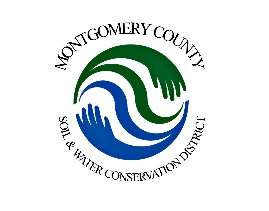 MONTGOMERY COUNTY
SOIL & WATER CONSERVATION DISTRICT